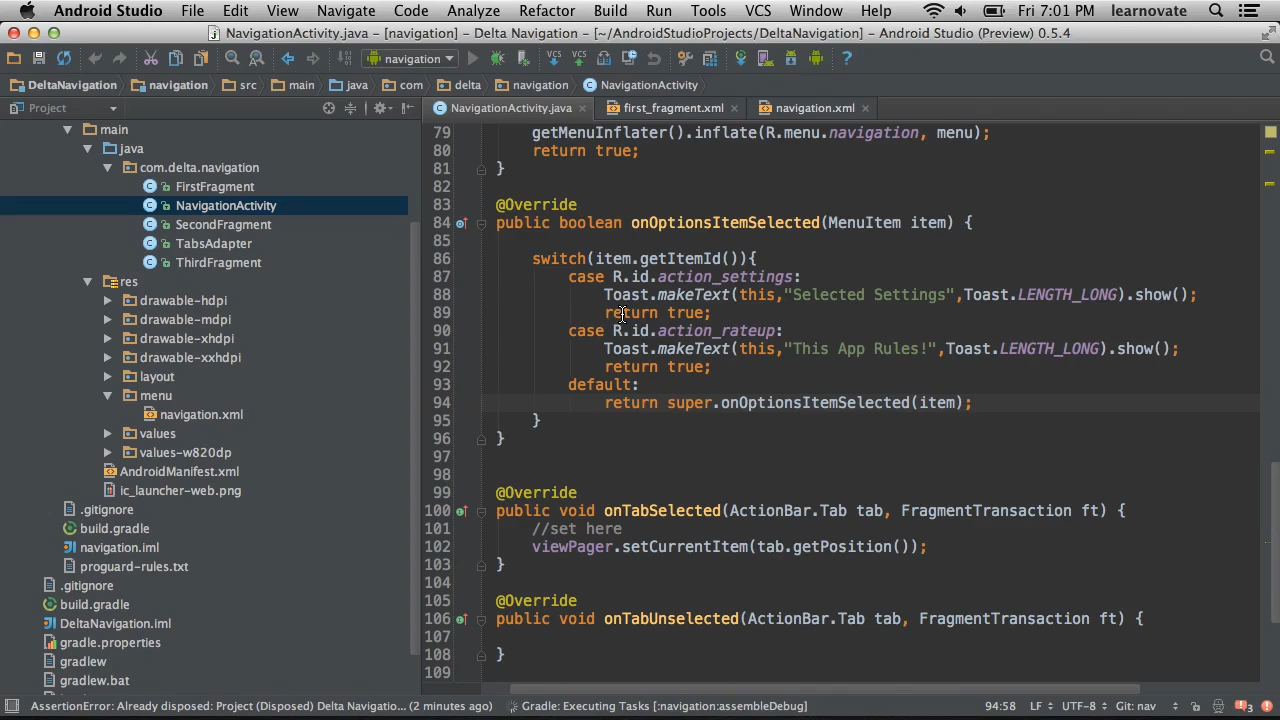 Android Studio File Edit View Navigate Code Analyze Refactor Build Run Tools VCS Window Help Fri 7:01 PM learnovate
NavigationActivity.java - [navigation] - Delta Navigation - [~/AndroidStudioProjects/DeltaNavigation] - Android Studio (Preview) 0.5.4
navigation
DeltaNavigation navigation src main java com delta navigation NavigationActivity
Project
NavigationActivity.java first_fragment.xml navigation.xml
main
java
com.delta.navigation
FirstFragment
NavigationActivity
SecondFragment
TabsAdapter
ThirdFragment
res
drawable-hdpi
drawable-mdpi
drawable-xhdpi
drawable-xxhdpi
layout
menu
navigation.xml
values
values-w820dp
AndroidManifest.xml
ic_launcher-web.png
.gitignore
build.gradle
navigation.iml
proguard-rules.txt
.gitignore
build.gradle
DeltaNavigation.iml
gradle.properties
gradlew
gradlew.bat
79 getMenuInflater().inflate(R.menu.navigation, menu);
80 return true;
81 }
82
83 @Override
84 public boolean onOptionsItemSelected(MenuItem item) {
85
86 switch(item.getItemId()){
87 case R.id.action_settings:
88 Toast.makeText(this,"Selected Settings",Toast.LENGTH_LONG).show();
89 return true;
90 case R.id.action_rateup:
91 Toast.makeText(this,"This App Rules!",Toast.LENGTH_LONG).show();
92 return true;
93 default:
94 return super.onOptionsItemSelected(item);
95 }
96 }
97
98
99 @Override
100 public void onTabSelected(ActionBar.Tab tab, FragmentTransaction ft) {
101 //set here
102 viewPager.setCurrentItem(tab.getPosition());
103 }
104
105 @Override
106 public void onTabUnselected(ActionBar.Tab tab, FragmentTransaction ft) {
107
108 }
109
AssertionError: Already disposed: Project (Disposed) Delta Navigatio... (2 minutes ago) Gradle: Executing Tasks [:navigation:assembleDebug] 94:58 LF UTF-8 Git: nav